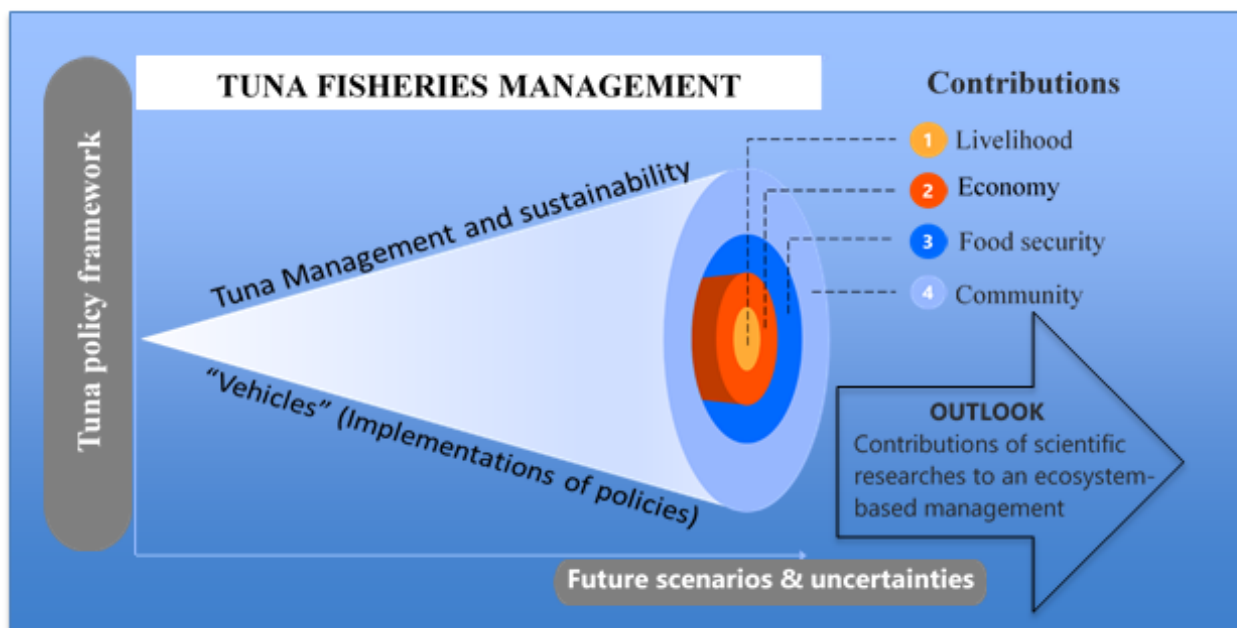 TUNA FISHERIES MANAGEMENT
Tuna policy framework
Tuna Management and sustainability
“Vehicles” (Implementations of policies)
Contributions
1 Livelihood
2 Economy
3 Food security
4 Community
OUTLOOK
Contributions of scientific
researches to an ecosystem-
based management
Future scenarios & uncertainties